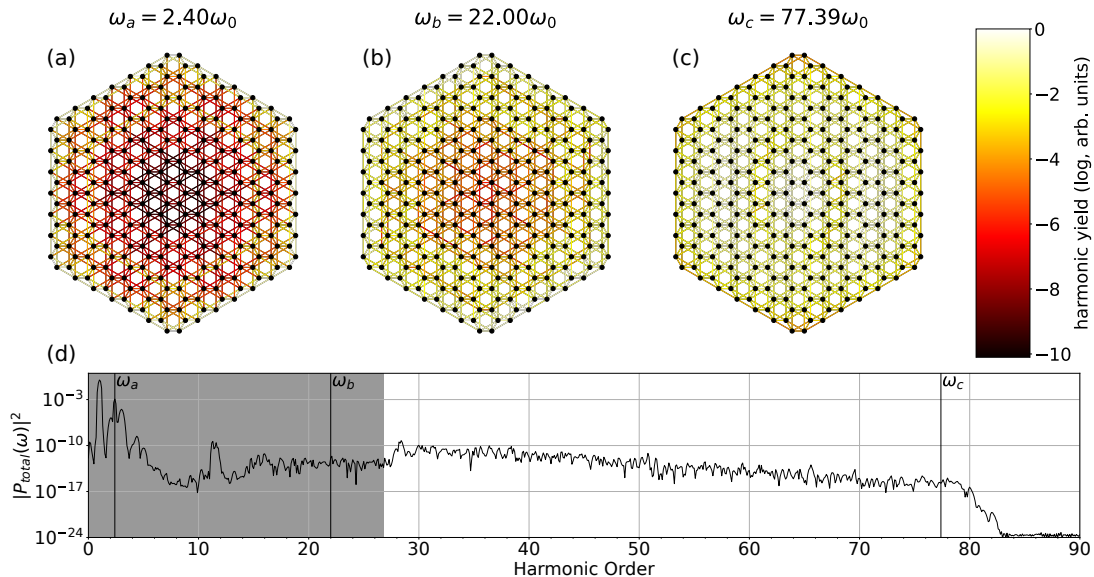 ωa = 2.40ω0
ωb = 22.00ω0
ωc = 77.39ω0
(a)
(b)
(c)
0
−2
−4
−6
−8
−10
harmonic yield (log, arb. units)
(d)
ωa
ωb
ωc
10⁻³
10⁻¹⁰
10⁻¹⁷
10⁻²⁴
|Ptotal(ω)|²
0 10 20 30 40 50 60 70 80 90
Harmonic Order